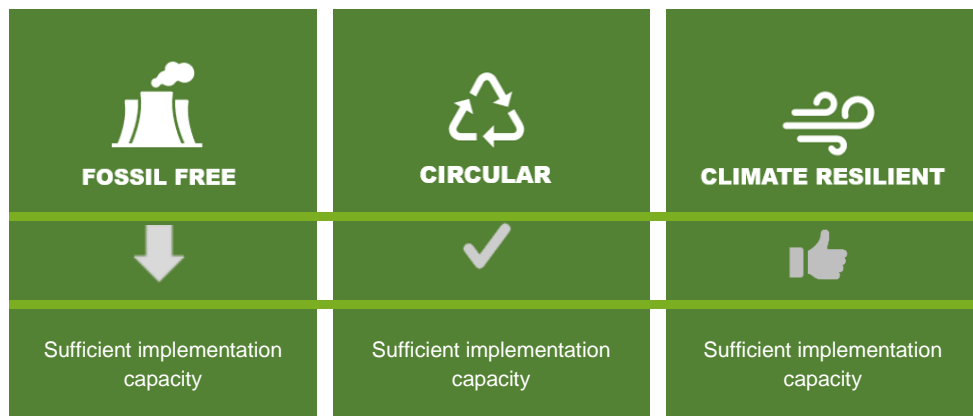 FOSSIL FREE
CIRCULAR
CLIMATE RESILIENT
Sufficient implementation
capacity
Sufficient implementation
capacity
Sufficient implementation
capacity